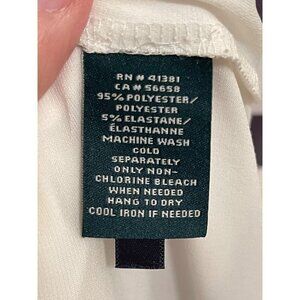 RN # 41381
CA # 56658
95% POLYESTER/
POLYESTER
5% ELASTANE/
ÉLASTHANNE
MACHINE WASH
COLD
SEPARATELY
ONLY NON-
CHLORINE BLEACH
WHEN NEEDED
HANG TO DRY
COOL IRON IF NEEDED